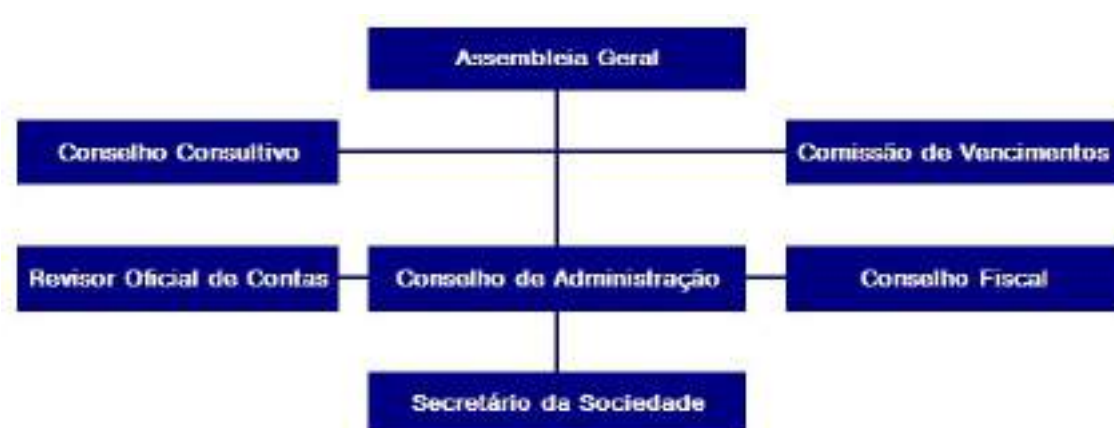 Assembleia Geral
Conselho Consultivo
Comissão de Vencimentos
Revisor Oficial de Contas
Conselho de Administração
Conselho Fiscal
Secretário da Sociedade